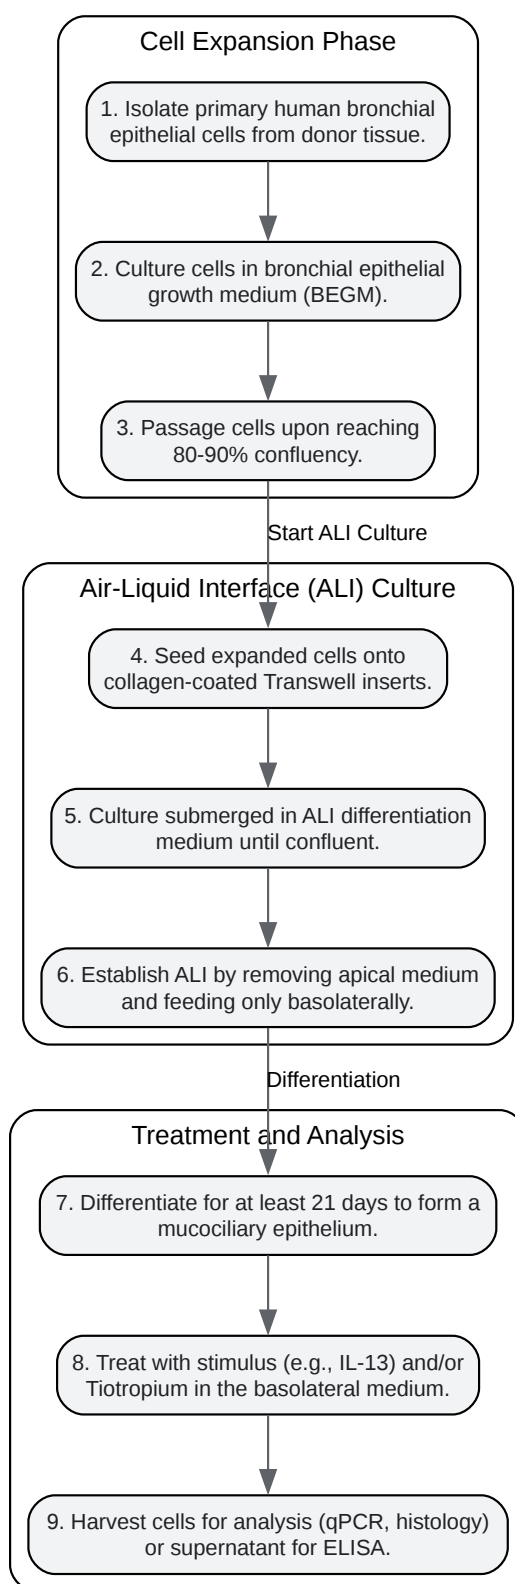 Cell Expansion Phase
1. Isolate primary human bronchial
epithelial cells from donor tissue.
2. Culture cells in bronchial epithelial
growth medium (BEGM).
3. Passage cells upon reaching
80-90% confluency.
Start ALI Culture
Air-Liquid Interface (ALI) Culture
4. Seed expanded cells onto
collagen-coated Transwell inserts.
5. Culture submerged in ALI differentiation
medium until confluent.
6. Establish ALI by removing apical medium
and feeding only basolaterally.
Differentiation
Treatment and Analysis
7. Differentiate for at least 21 days to form a
mucociliary epithelium.
8. Treat with stimulus (e.g., IL-13) and/or
Tiotropium in the basolateral medium.
9. Harvest cells for analysis (qPCR, histology)
or supernatant for ELISA.